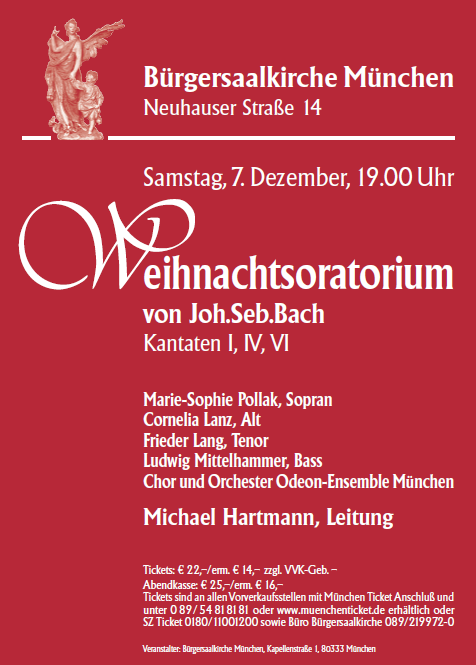 Bürgersaalkirche München
Neuhauser Straße 14
Samstag, 7. Dezember, 19.00 Uhr
Weihnachtsoratorium
von Joh.Seb.Bach
Kantaten I, IV, VI
Marie-Sophie Pollak, Sopran
Cornelia Lanz, Alt
Frieder Lang, Tenor
Ludwig Mittelhammer, Bass
Chor und Orchester Odeon-Ensemble München
Michael Hartmann, Leitung
Tickets: € 22,–/erm. € 14,– zzgl. VVK-Geb. –
Abendkasse: € 25,–/erm. € 16,–
Tickets sind an allen Vorverkaufsstellen mit München Ticket Anschluß und
unter 0 89/ 54 81 81 81 oder www.muenchenticket.de erhältlich oder
SZ Ticket 0180/ 11001200 sowie Büro Bürgersaalkirche 089/219972-0
Veranstalter: Bürgersaalkirche München, Kapellenstraße 1, 80333 München